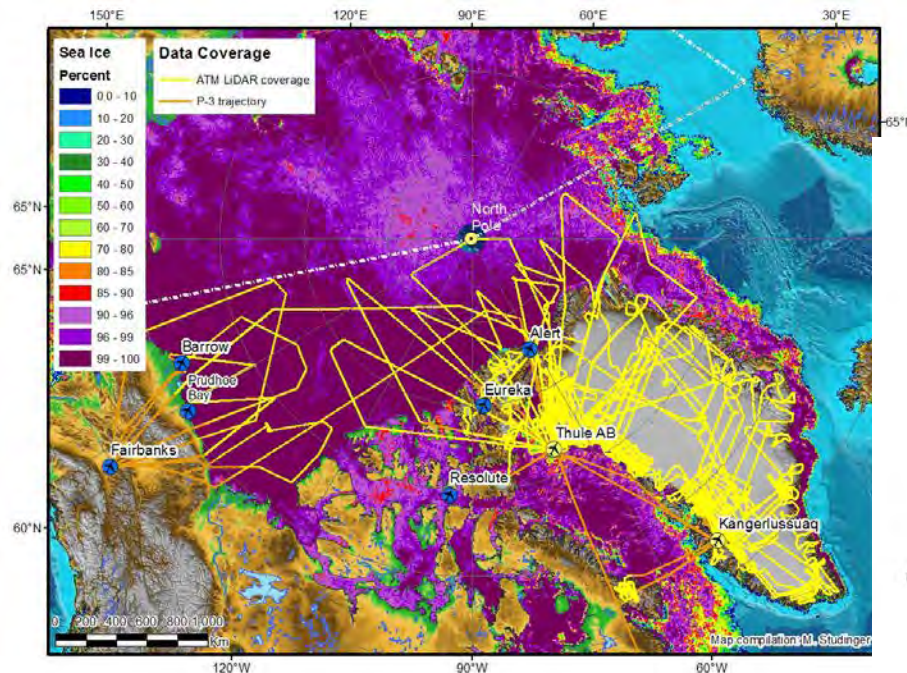 150°E
120°E
90°E
60°E
30°E
Sea Ice
Percent
0.0 - 10
10 - 20
20 - 30
30 - 40
40 - 50
50 - 60
60 - 70
70 - 80
80 - 85
85 - 90
90 - 96
96 - 99
99 - 100
Data Coverage
ATM LiDAR coverage
P-3 trajectory
65°N
65°N
North
Pole
Barrow
Prudhoe
Bay
Fairbanks
Alert
Eureka
Thule AB
Resolute
Kangerlussuaq
60°N
0 200 400 600 800 1,000
Km
Map compilation: M. Studinger
120°W
90°W
60°W